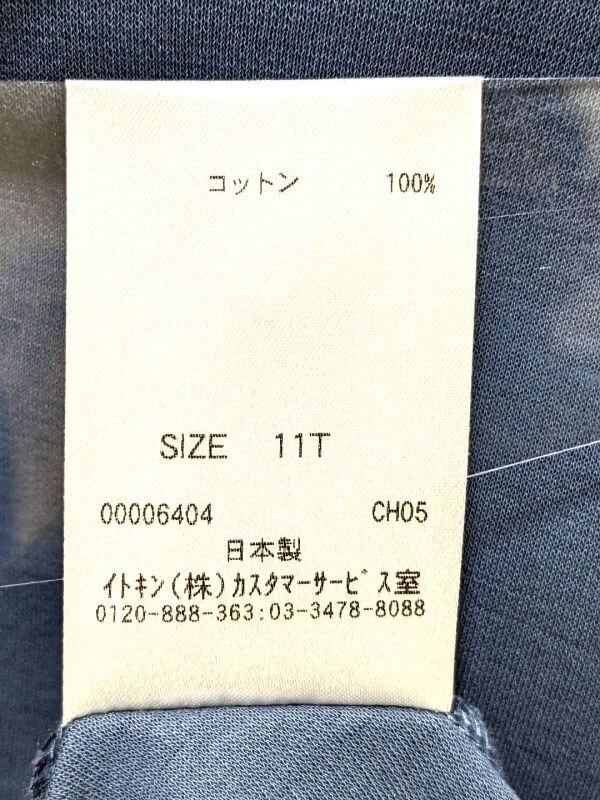 コットン 100%
SIZE 11T
00006404 CH05
日本製
イトキン(株)カスタマーサービス室
0120-888-363:03-3478-8088